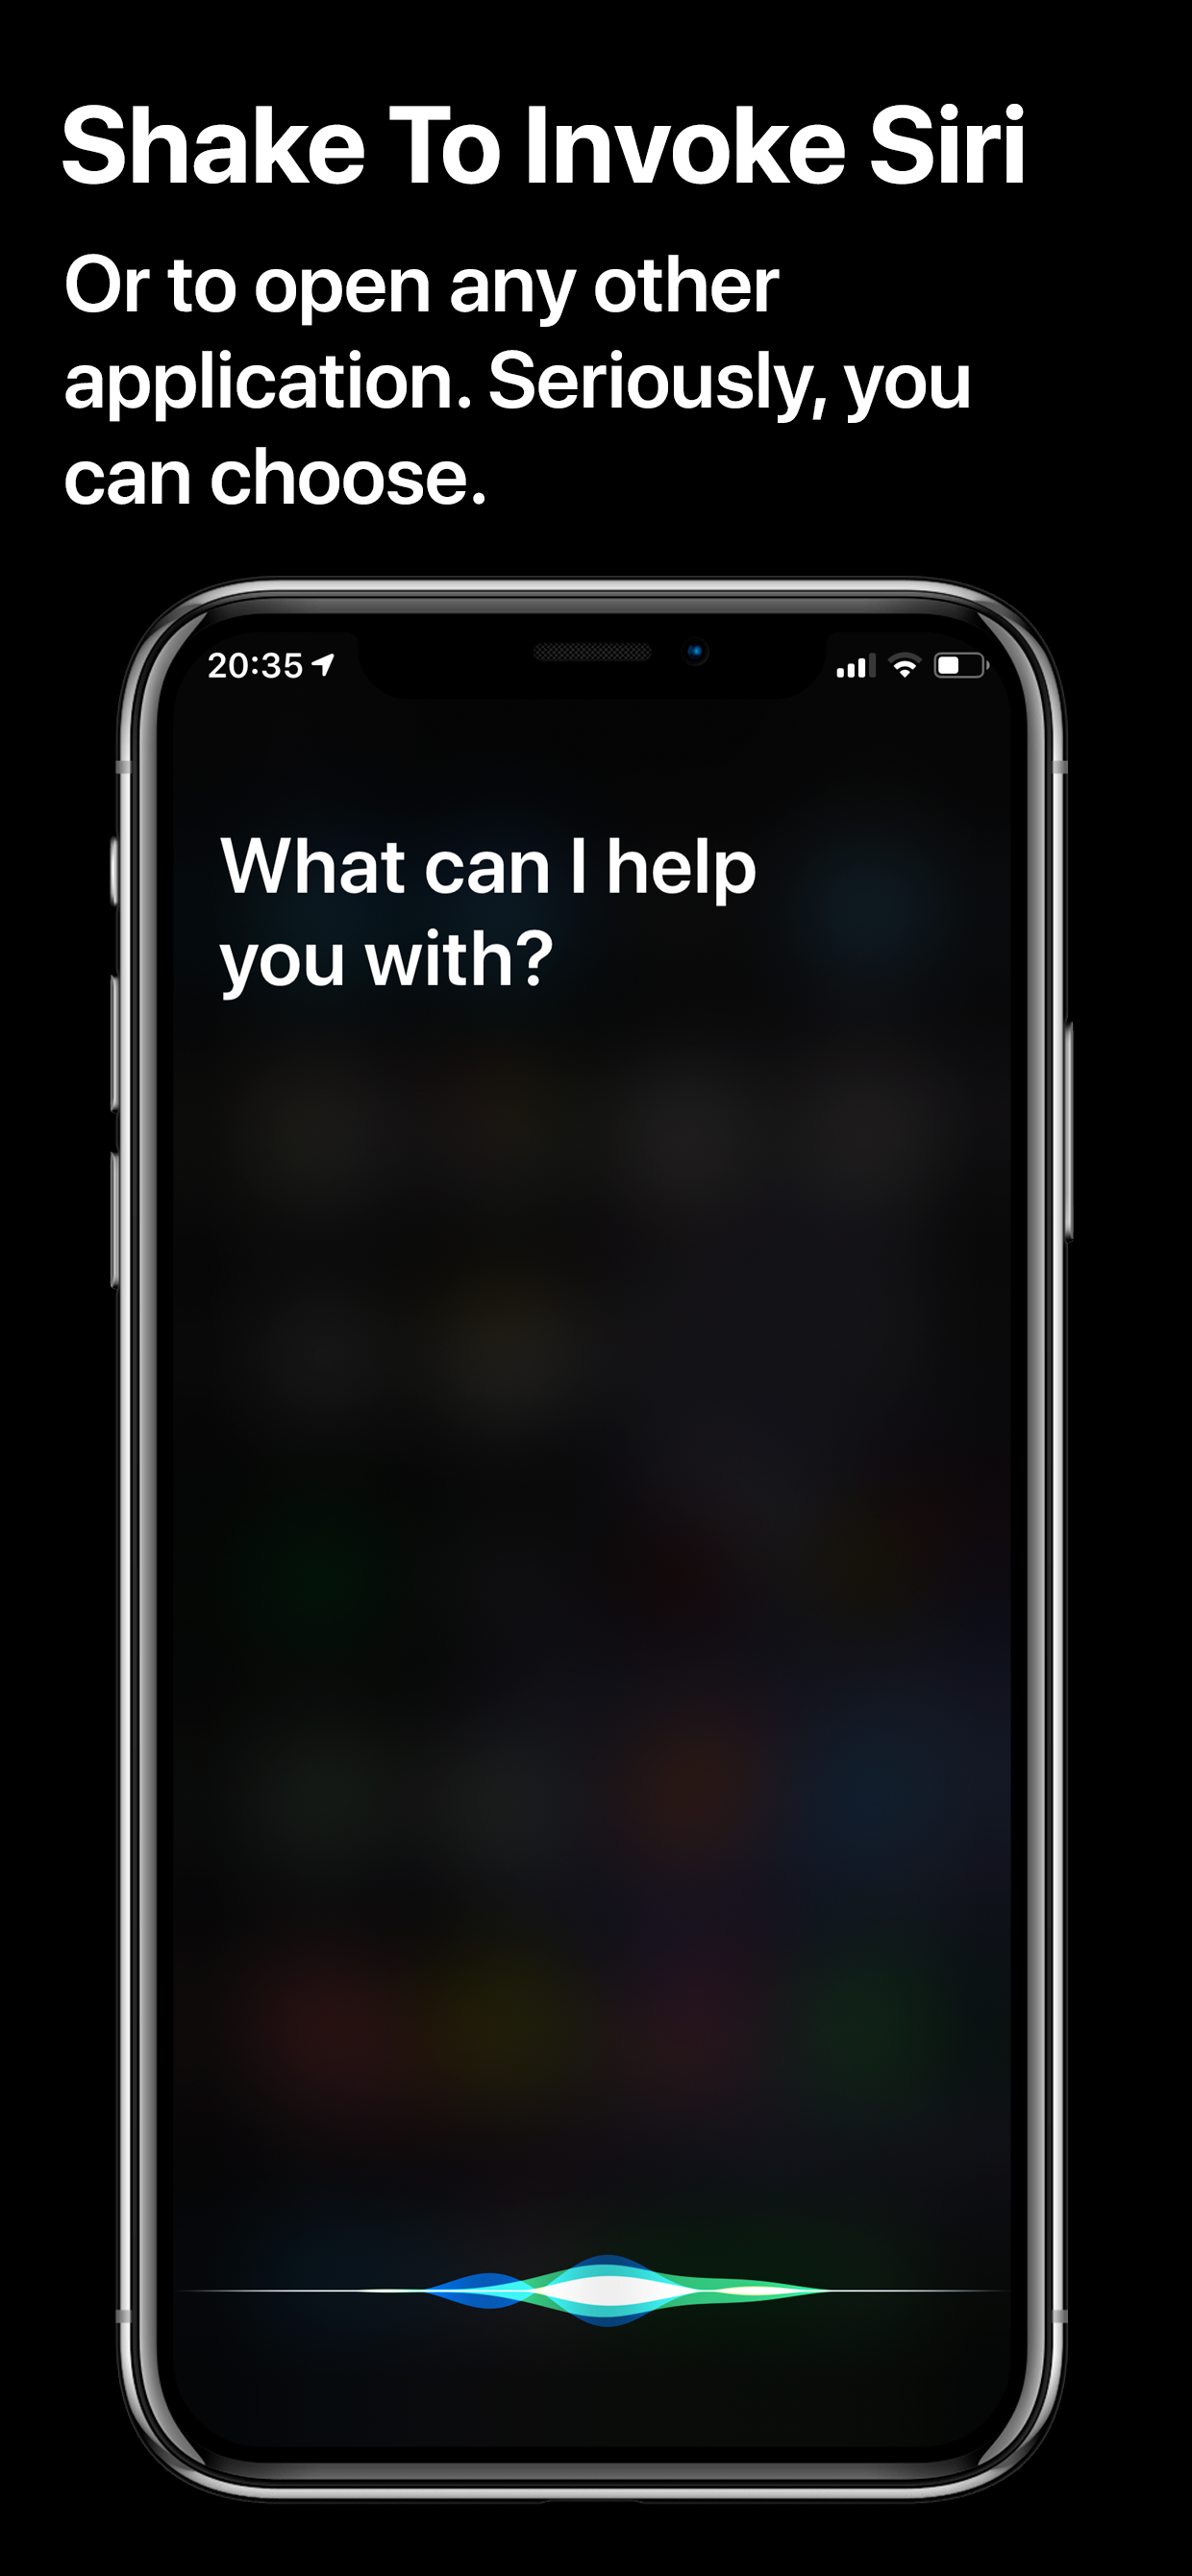 Shake To Invoke Siri
Or to open any other
application. Seriously, you
can choose.
20:35
What can I help
you with?